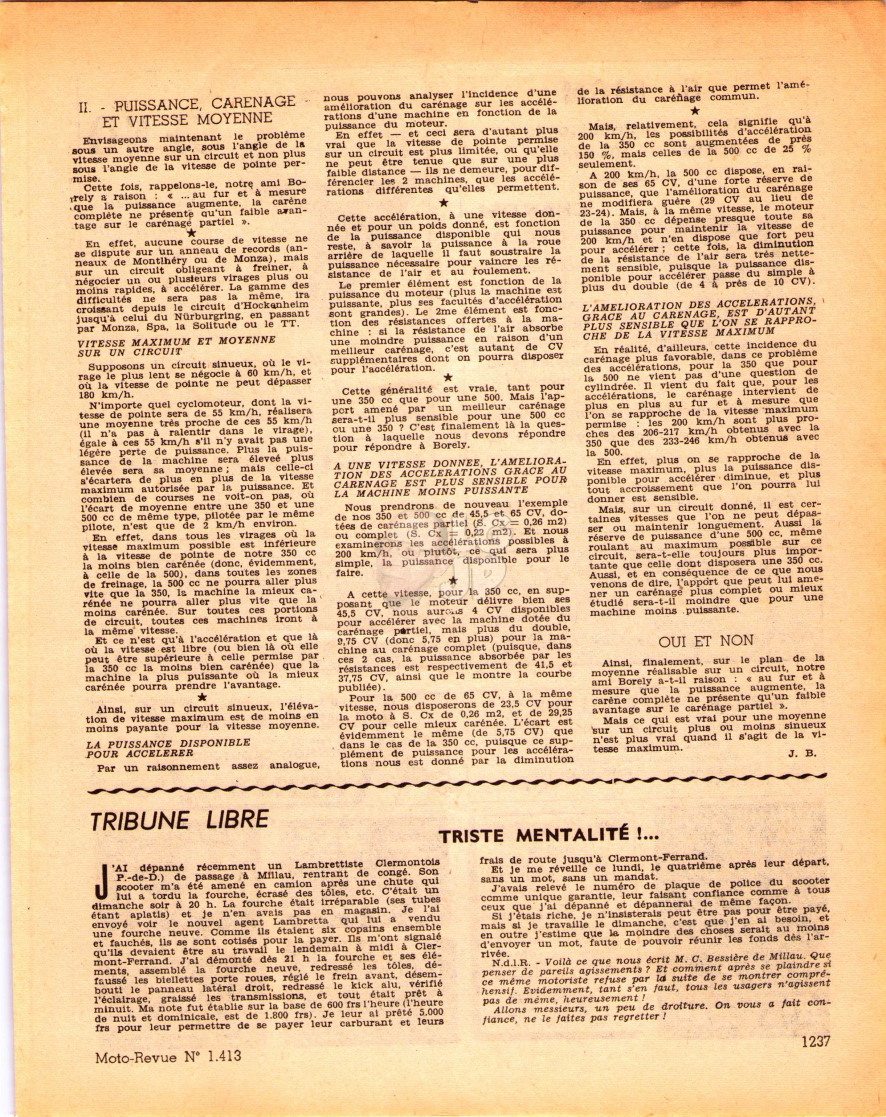 II. - PUISSANCE, CARENAGE
ET VITESSE MOYENNE
Envisageons maintenant le problème
sous un autre angle, sous l'angle de la
vitesse moyenne sur un circuit et non plus
sous l'angle de la vitesse de pointe per-
mise.
Cette fois, rappelons-le, notre ami Bo-
rely a raison : « ... au fur et à mesure
que la puissance augmente, la carène
complète ne présente qu'un faible avan-
tage sur le carénage partiel ».
★
En effet, aucune course de vitesse ne
se dispute sur un anneau de records (an-
neaux de Montlhéry ou de Monza), mais
sur un circuit obligeant à freiner, à
négocier un ou plusieurs virages plus ou
moins rapides, à accélérer. La gamme des
difficultés ne sera pas la même, ira
croissant depuis le circuit d'Hockenheim
jusqu'à celui du Nürburgring, en passant
par Monza, Spa, la Solitude ou le TT.
VITESSE MAXIMUM ET MOYENNE
SUR UN CIRCUIT
Supposons un circuit sinueux, où le vi-
rage le plus lent se négocie à 60 km/h, et
où la vitesse de pointe ne peut dépasser
180 km/h.
N'importe quel cyclomoteur, dont la vi-
tesse de pointe sera de 55 km/h, réalisera
une moyenne très proche de ces 55 km/h
(il n'a pas à ralentir dans le virage),
égale à ces 55 km/h s'il n'y avait pas une
légère perte de puissance. Plus la puis-
sance de la machine sera élevée plus
élevée sera sa moyenne ; mais celle-ci
s'écartera de plus en plus de la vitesse
maximum autorisée par la puissance. Et
combien de courses ne voit-on pas, où
l'écart de moyenne entre une 350 et une
500 cc de même type, pilotée par le même
pilote, n'est que de 2 km/h environ.
En effet, dans tous les virages où la
vitesse maximum possible est inférieure
à la vitesse de pointe de notre 350 cc
la moins bien carénée (donc, évidemment,
à celle de la 500), dans toutes les zones
de freinage, la 500 cc ne pourra aller plus
vite que la 350, la machine la mieux ca-
rénée ne pourra aller plus vite que la
moins carénée. Sur toutes ces portions
de circuit, toutes ces machines iront à
la même vitesse.
Et ce n'est qu'à l'accélération et que là
où la vitesse est libre (ou bien là où elle
peut être supérieure à celle permise par
la 350 cc la moins bien carénée) que la
machine la plus puissante où la mieux
carénée pourra prendre l'avantage.
★
Ainsi, sur un circuit sinueux, l'éléva-
tion de vitesse maximum est de moins en
moins payante pour la vitesse moyenne.
LA PUISSANCE DISPONIBLE
POUR ACCELERER
Par un raisonnement assez analogue,
nous pouvons analyser l'incidence d'une
amélioration du carénage sur les accélé-
rations d'une machine en fonction de la
puissance du moteur.
En effet — et ceci sera d'autant plus
vrai que la vitesse de pointe permise
sur un circuit est plus limitée, ou qu'elle
ne peut être tenue que sur une plus
faible distance — ils ne demeure, pour dif-
férencier les 2 machines, que les accélé-
rations différentes qu'elles permettent.
★
Cette accélération, à une vitesse don-
née et pour un poids donné, est fonction
de la puissance disponible qui nous
reste, à savoir la puissance à la roue
arrière de laquelle il faut soustraire la
puissance nécessaire pour vaincre les ré-
sistance de l'air et au roulement.
Le premier élément est fonction de la
puissance du moteur (plus la machine est
puissante, plus ses facultés d'accélération
sont grandes). Le 2me élément est fonc-
tion des résistances offertes à la ma-
chine : si la résistance de l'air absorbe
une moindre puissance en raison d'un
meilleur carénage, c'est autant de CV
supplémentaires dont on pourra disposer
pour l'accélération.
★
Cette généralité est vraie, tant pour
une 350 cc que pour une 500. Mais l'ap-
port amené par un meilleur carénage
sera-t-il plus sensible pour une 500 cc
ou une 350 ? C'est finalement là la ques-
tion à laquelle nous devons répondre
pour répondre à Borely.
A UNE VITESSE DONNEE, L'AMELIORA-
TION DES ACCELERATIONS GRACE AU
CARENAGE EST PLUS SENSIBLE POUR
LA MACHINE MOINS PUISSANTE
Nous prendrons de nouveau l'exemple
de nos 350 et 500 cc de 45,5 et 65 CV, do-
tées de carénages partiel (S. Cx = 0,26 m2)
ou complet (S. Cx = 0,22 m2). Et nous
examinerons les accélérations possibles à
200 km/h, ou plutôt, ce qui sera plus
simple, la puissance disponible pour le
faire.
★
A cette vitesse, pour la 350 cc, en sup-
posant que le moteur délivre bien ses
45,5 CV, nous aurons 4 CV disponibles
pour accélérer avec la machine dotée du
carénage partiel, mais plus du double,
9,75 CV (donc 5,75 en plus) pour la ma-
chine au carénage complet (puisque, dans
ces 2 cas, la puissance absorbée par les
résistances est respectivement de 41,5 et
37,75 CV, ainsi que le montre la courbe
publiée).
Pour la 500 cc de 65 CV, à la même
vitesse, nous disposerons de 23,5 CV pour
la moto à S. Cx de 0,26 m2, et de 29,25
CV pour celle mieux carénée. L'écart est
évidemment le même (de 5,75 CV) que
dans le cas de la 350 cc, puisque ce sup-
plément de puissance pour les accéléra-
tions nous est donné par la diminution
de la résistance à l'air que permet l'amé-
lioration du carénage commun.
★
Mais, relativement, cela signifie qu'à
200 km/h, les possibilités d'accélération
de la 350 cc sont augmentées de près
150 %, mais celles de la 500 cc de 25 %
seulement.
A 200 km/h, la 500 cc dispose, en rai-
son de ses 65 CV, d'une forte réserve de
puissance, que l'amélioration du carénage
ne modifiera guère (29 CV au lieu de
23-24). Mais, à la même vitesse, le moteur
de la 350 cc dépense presque toute sa
puissance pour maintenir la vitesse de
200 km/h et n'en dispose que fort peu
pour accélérer ; cette fois, la diminution
de la résistance de l'air sera très nette-
ment sensible, puisque la puissance dis-
ponible pour accélérer passe du simple à
plus du double (de 4 à près de 10 CV).
L'AMELIORATION DES ACCELERATIONS,
GRACE AU CARENAGE, EST D'AUTANT
PLUS SENSIBLE QUE L'ON SE RAPPRO-
CHE DE LA VITESSE MAXIMUM
En réalité, d'ailleurs, cette incidence du
carénage plus favorable, dans ce problème
des accélérations, pour la 350 que pour
la 500 ne vient pas d'une question de
cylindrée. Il vient du fait que, pour les
accélérations, le carénage intervient de
plus en plus au fur et à mesure que
l'on se rapproche de la vitesse maximum
permise : les 200 km/h sont plus pro-
ches des 206-217 km/h obtenus avec la
350 que des 233-246 km/h obtenus avec
la 500.
En effet, plus on se rapproche de la
vitesse maximum, plus la puissance dis-
ponible pour accélérer diminue, et plus
tout accroissement que l'on pourra lui
donner est sensible.
Mais, sur un circuit donné, il est cer-
taines vitesses que l'on ne peut dépas-
ser ou maintenir longuement. Aussi la
réserve de puissance d'une 500 cc, même
roulant au maximum possible sur ce
circuit, sera-t-elle toujours plus impor-
tante que celle dont disposera une 350 cc.
Aussi, et en conséquence de ce que nous
venons de dire, l'apport que peut lui ame-
ner un carénage plus complet ou mieux
étudié sera-t-il moindre que pour une
machine moins puissante.
OUI ET NON
Ainsi, finalement, sur le plan de la
moyenne réalisable sur un circuit, notre
ami Borely a-t-il raison : « au fur et à
mesure que la puissance augmente, la
carène complète ne présente qu'un faible
avantage sur le carénage partiel ».
Mais ce qui est vrai pour une moyenne
sur un circuit plus ou moins sinueux
n'est plus vrai quand il s'agit de la vi-
tesse maximum.
J. B.
TRIBUNE LIBRE
TRISTE MENTALITÉ !...
J'AI dépanné récemment un Lambrettiste Clermontois
P.-de-D.) de passage à Millau, rentrant de congé. Son
scooter m'a été amené en camion après une chute qui
lui a tordu la fourche, écrasé des tôles, etc. C'était un
dimanche soir à 20 h. La fourche était irréparable (ses tubes
étant aplatis) et je n'en avais pas en magasin. Je l'ai
envoyé voir le nouvel agent Lambretta qui lui a vendu
une fourche neuve. Comme ils étaient six copains ensemble
et fauchés, ils se sont cotisés pour la payer. Ils m'ont signalé
qu'ils devaient être au travail le lendemain à midi à Cler-
mont-Ferrand. J'ai démonté dès 21 h la fourche et ses élé-
ments, assemblé la fourche neuve, redressé les tôles, dé-
faussé les biellettes porte roues, réglé le frein avant, désem-
bouti le panneau latéral droit, redressé le kick alu, vérifié
l'éclairage, graissé les transmissions, et tout était prêt à
minuit. Ma note fut établie sur la base de 600 frs l'heure (l'heure
de nuit et dominicale, est de 1.800 frs). Je leur ai prêté 5.000
frs pour leur permettre de se payer leur carburant et leurs
frais de route jusqu'à Clermont-Ferrand.
Et je me réveille ce lundi, le quatrième après leur départ,
sans un mot, sans un mandat.
J'avais relevé le numéro de plaque de police du scooter
comme unique garantie, leur faisant confiance comme à tous
ceux que j'ai dépanné et dépannerai de même façon.
Si j'étais riche, je n'insisterais peut être pas pour être payé,
mais si je travaille le dimanche, c'est que j'en ai besoin, et
en outre j'estime que la moindre des choses serait au moins
d'envoyer un mot, faute de pouvoir réunir les fonds dès l'ar-
rivée.
N.d.l.R. - Voilà ce que nous écrit M. C. Bessière de Millau. Que
penser de pareils agissements ? Et comment après se plaindre si
ce même motoriste refuse par la suite de se montrer compré-
hensif. Evidemment, tant s'en faut, tous les usagers n'agissent
pas de même, heureusement !
Allons messieurs, un peu de droiture. On vous a fait con-
fiance, ne le faites pas regretter !
Moto-Revue N° 1.413
1237